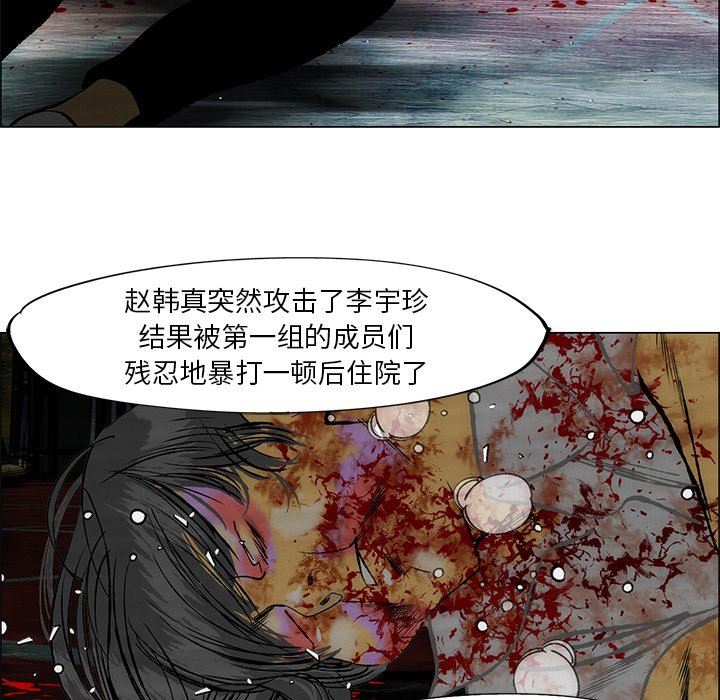 赵韩真突然攻击了李宇珍
结果被第一组的成员们
残忍地暴打一顿后住院了